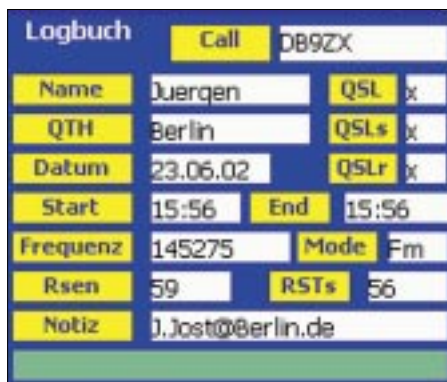 Logbuch Call DB9ZX
Name Juergen QSL x
QTH Berlin QSLs x
Datum 23.06.02 QSLr x
Start 15:56 End 15:56
Frequenz 145275 Mode Fm
Rsen 59 RSTs 56
Notiz J.Jost@Berlin.de